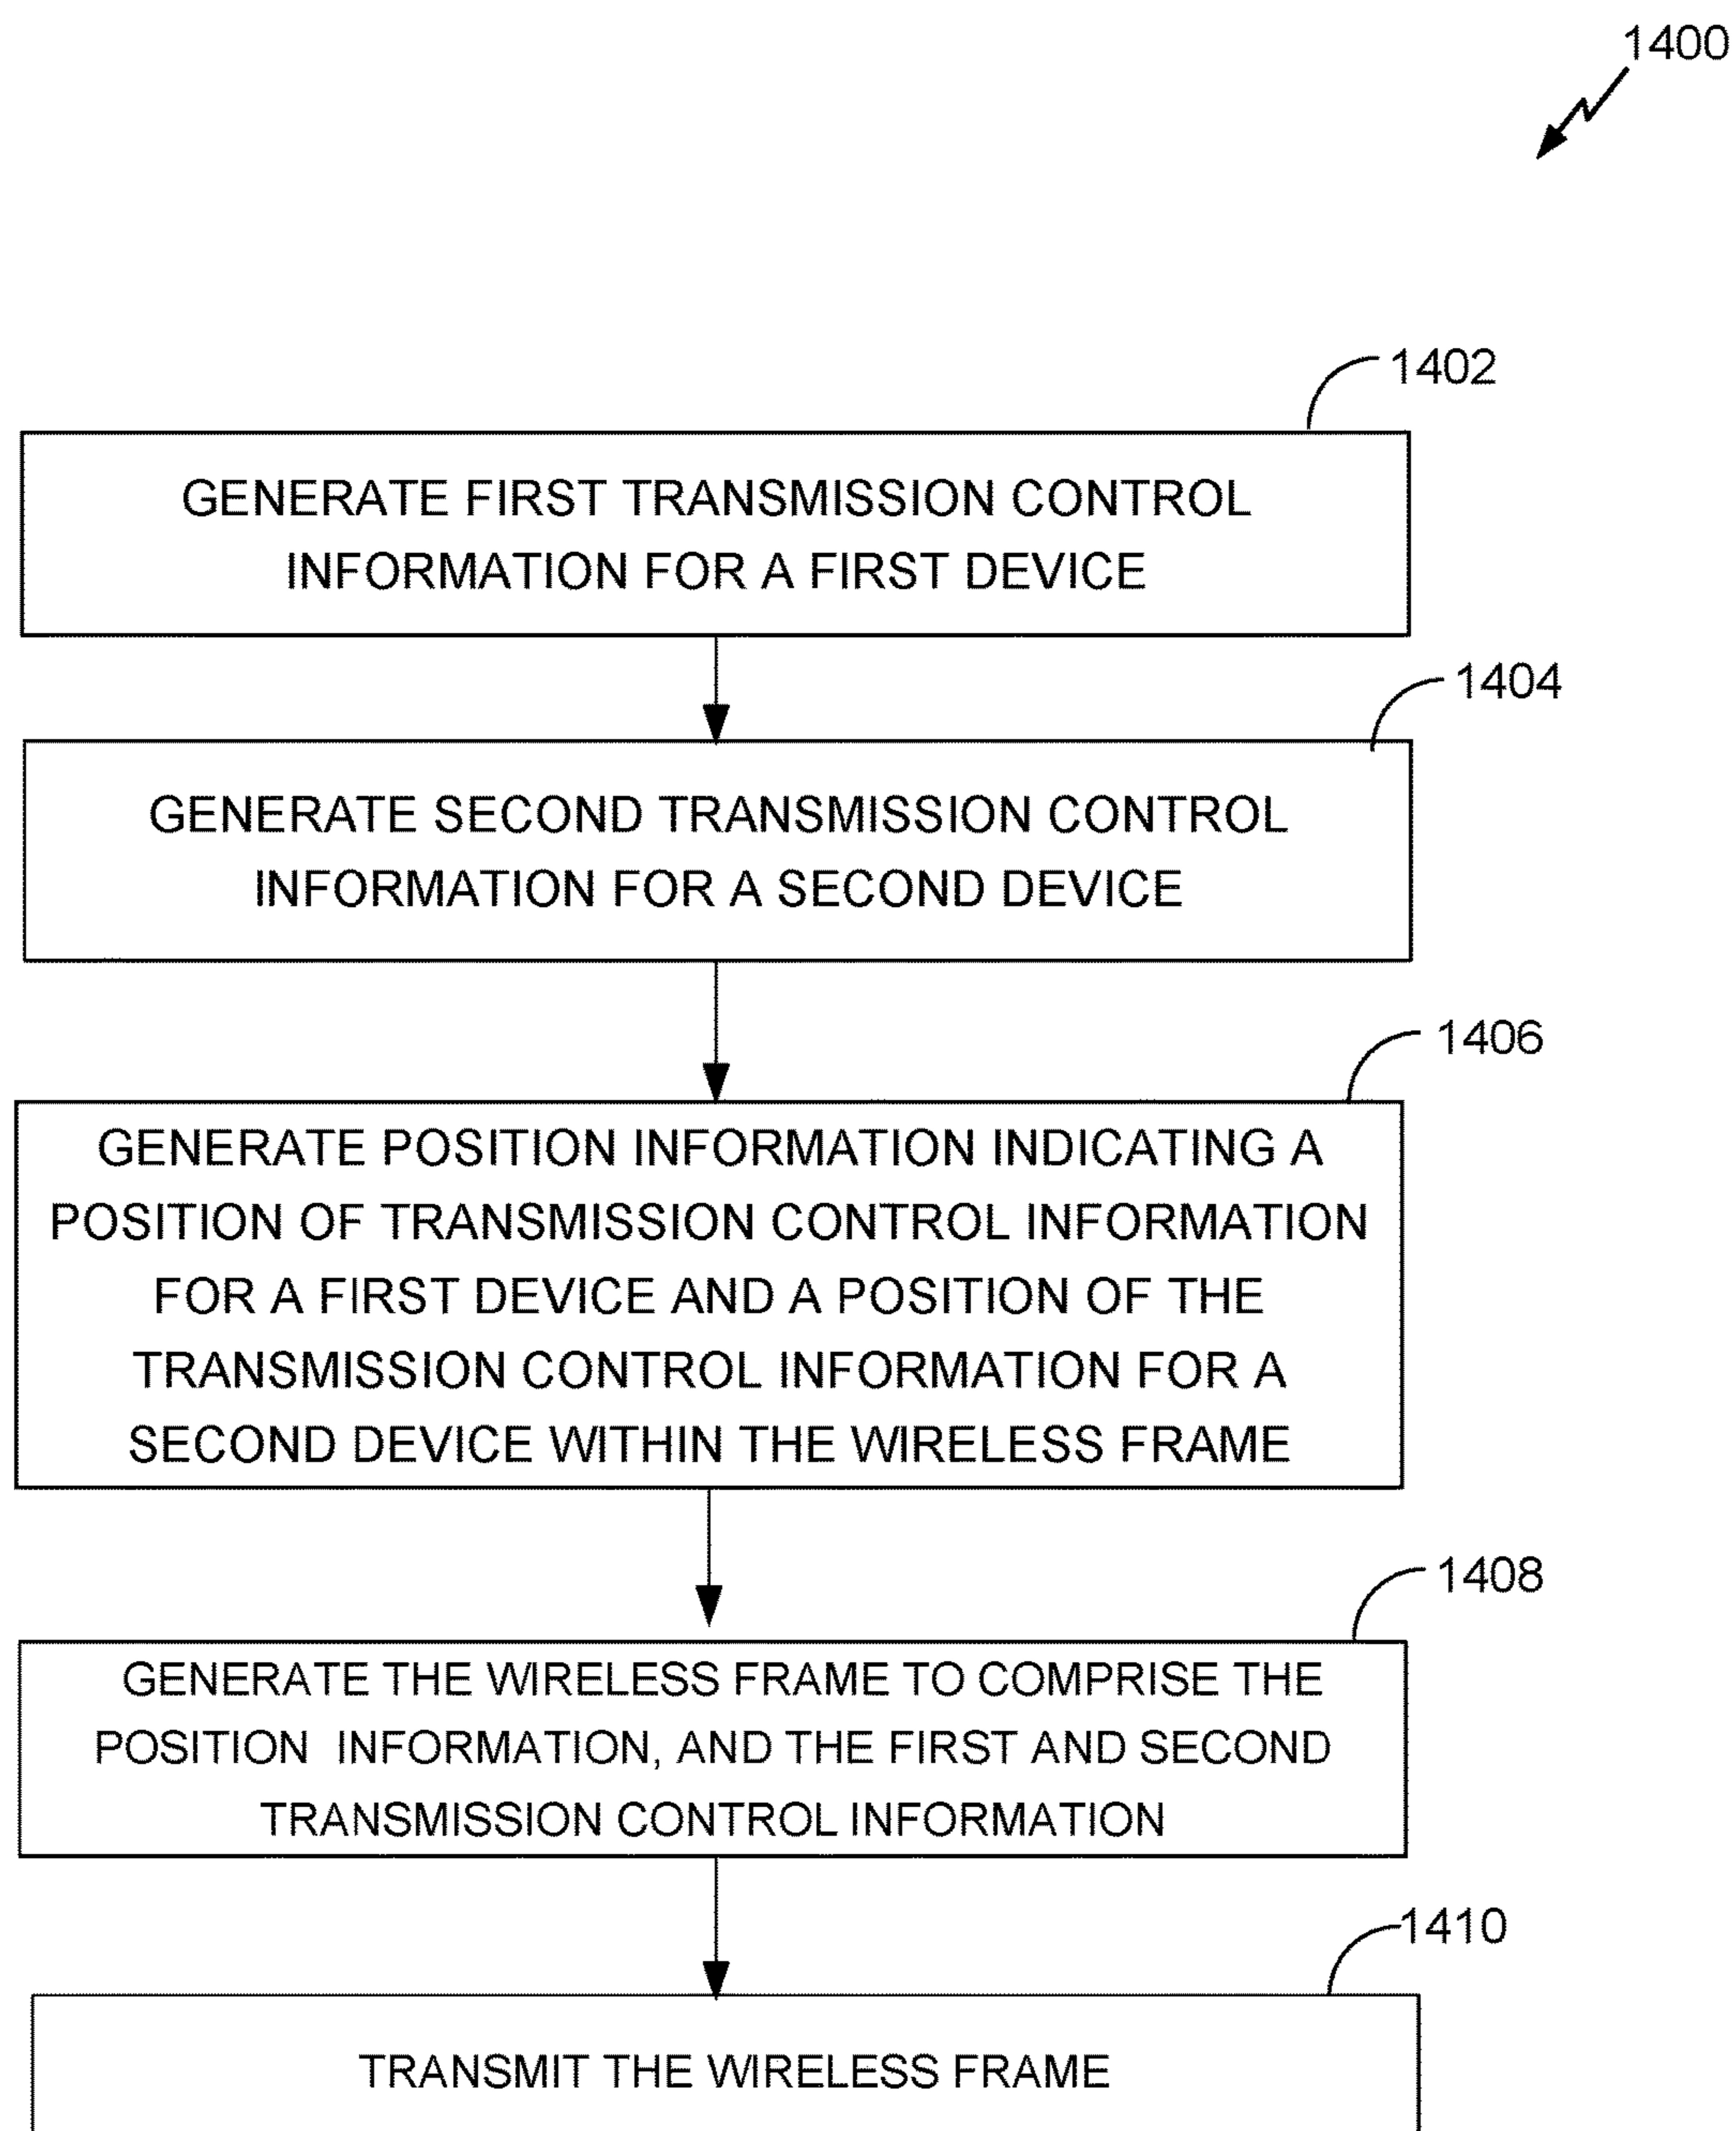 1400
1402
GENERATE FIRST TRANSMISSION CONTROL
INFORMATION FOR A FIRST DEVICE
1404
GENERATE SECOND TRANSMISSION CONTROL
INFORMATION FOR A SECOND DEVICE
1406
GENERATE POSITION INFORMATION INDICATING A
POSITION OF TRANSMISSION CONTROL INFORMATION
FOR A FIRST DEVICE AND A POSITION OF THE
TRANSMISSION CONTROL INFORMATION FOR A
SECOND DEVICE WITHIN THE WIRELESS FRAME
1408
GENERATE THE WIRELESS FRAME TO COMPRISE THE
POSITION INFORMATION, AND THE FIRST AND SECOND
TRANSMISSION CONTROL INFORMATION
1410
TRANSMIT THE WIRELESS FRAME